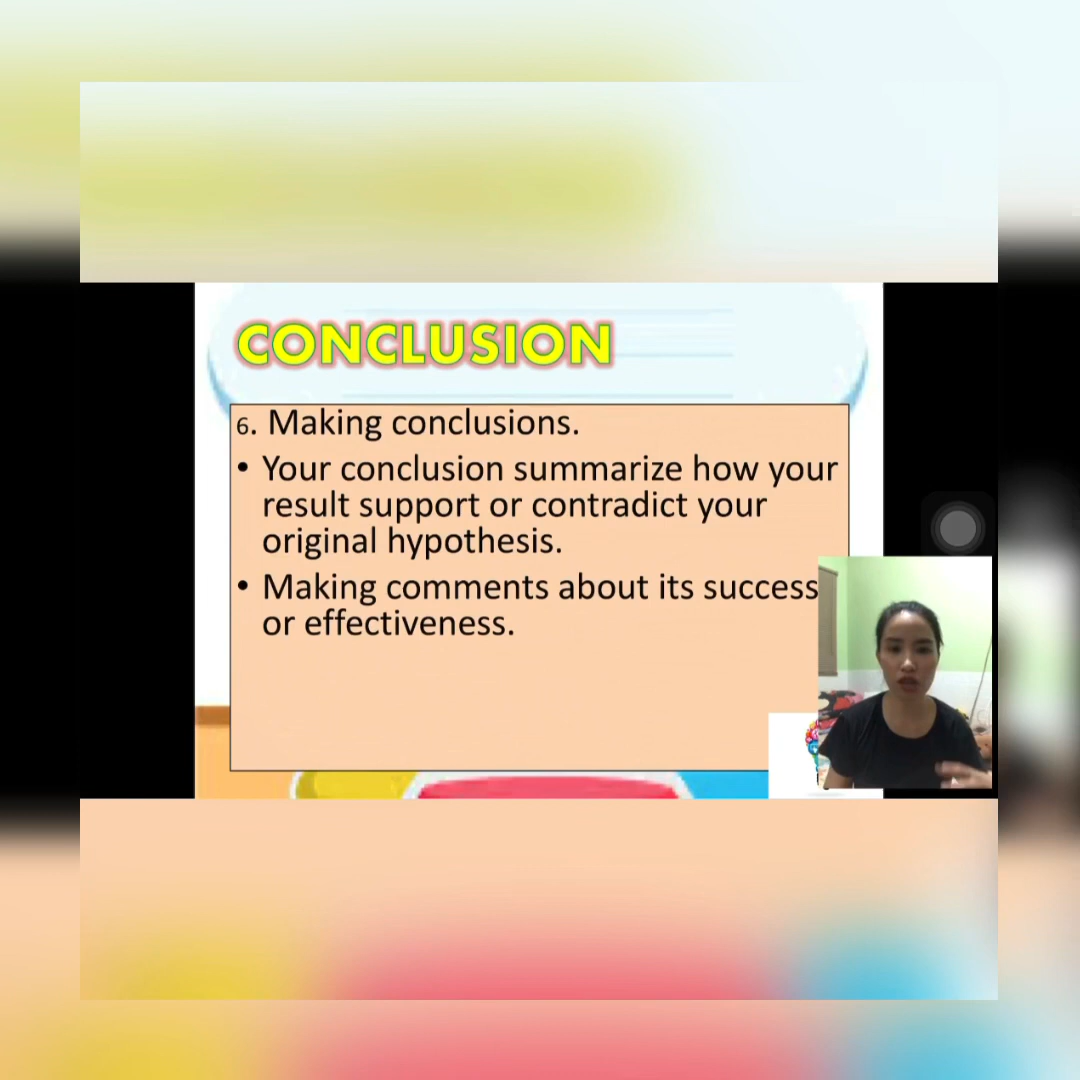 CONCLUSION
6. Making conclusions.
• Your conclusion summarize how your
result support or contradict your
original hypothesis.
• Making comments about its success
or effectiveness.